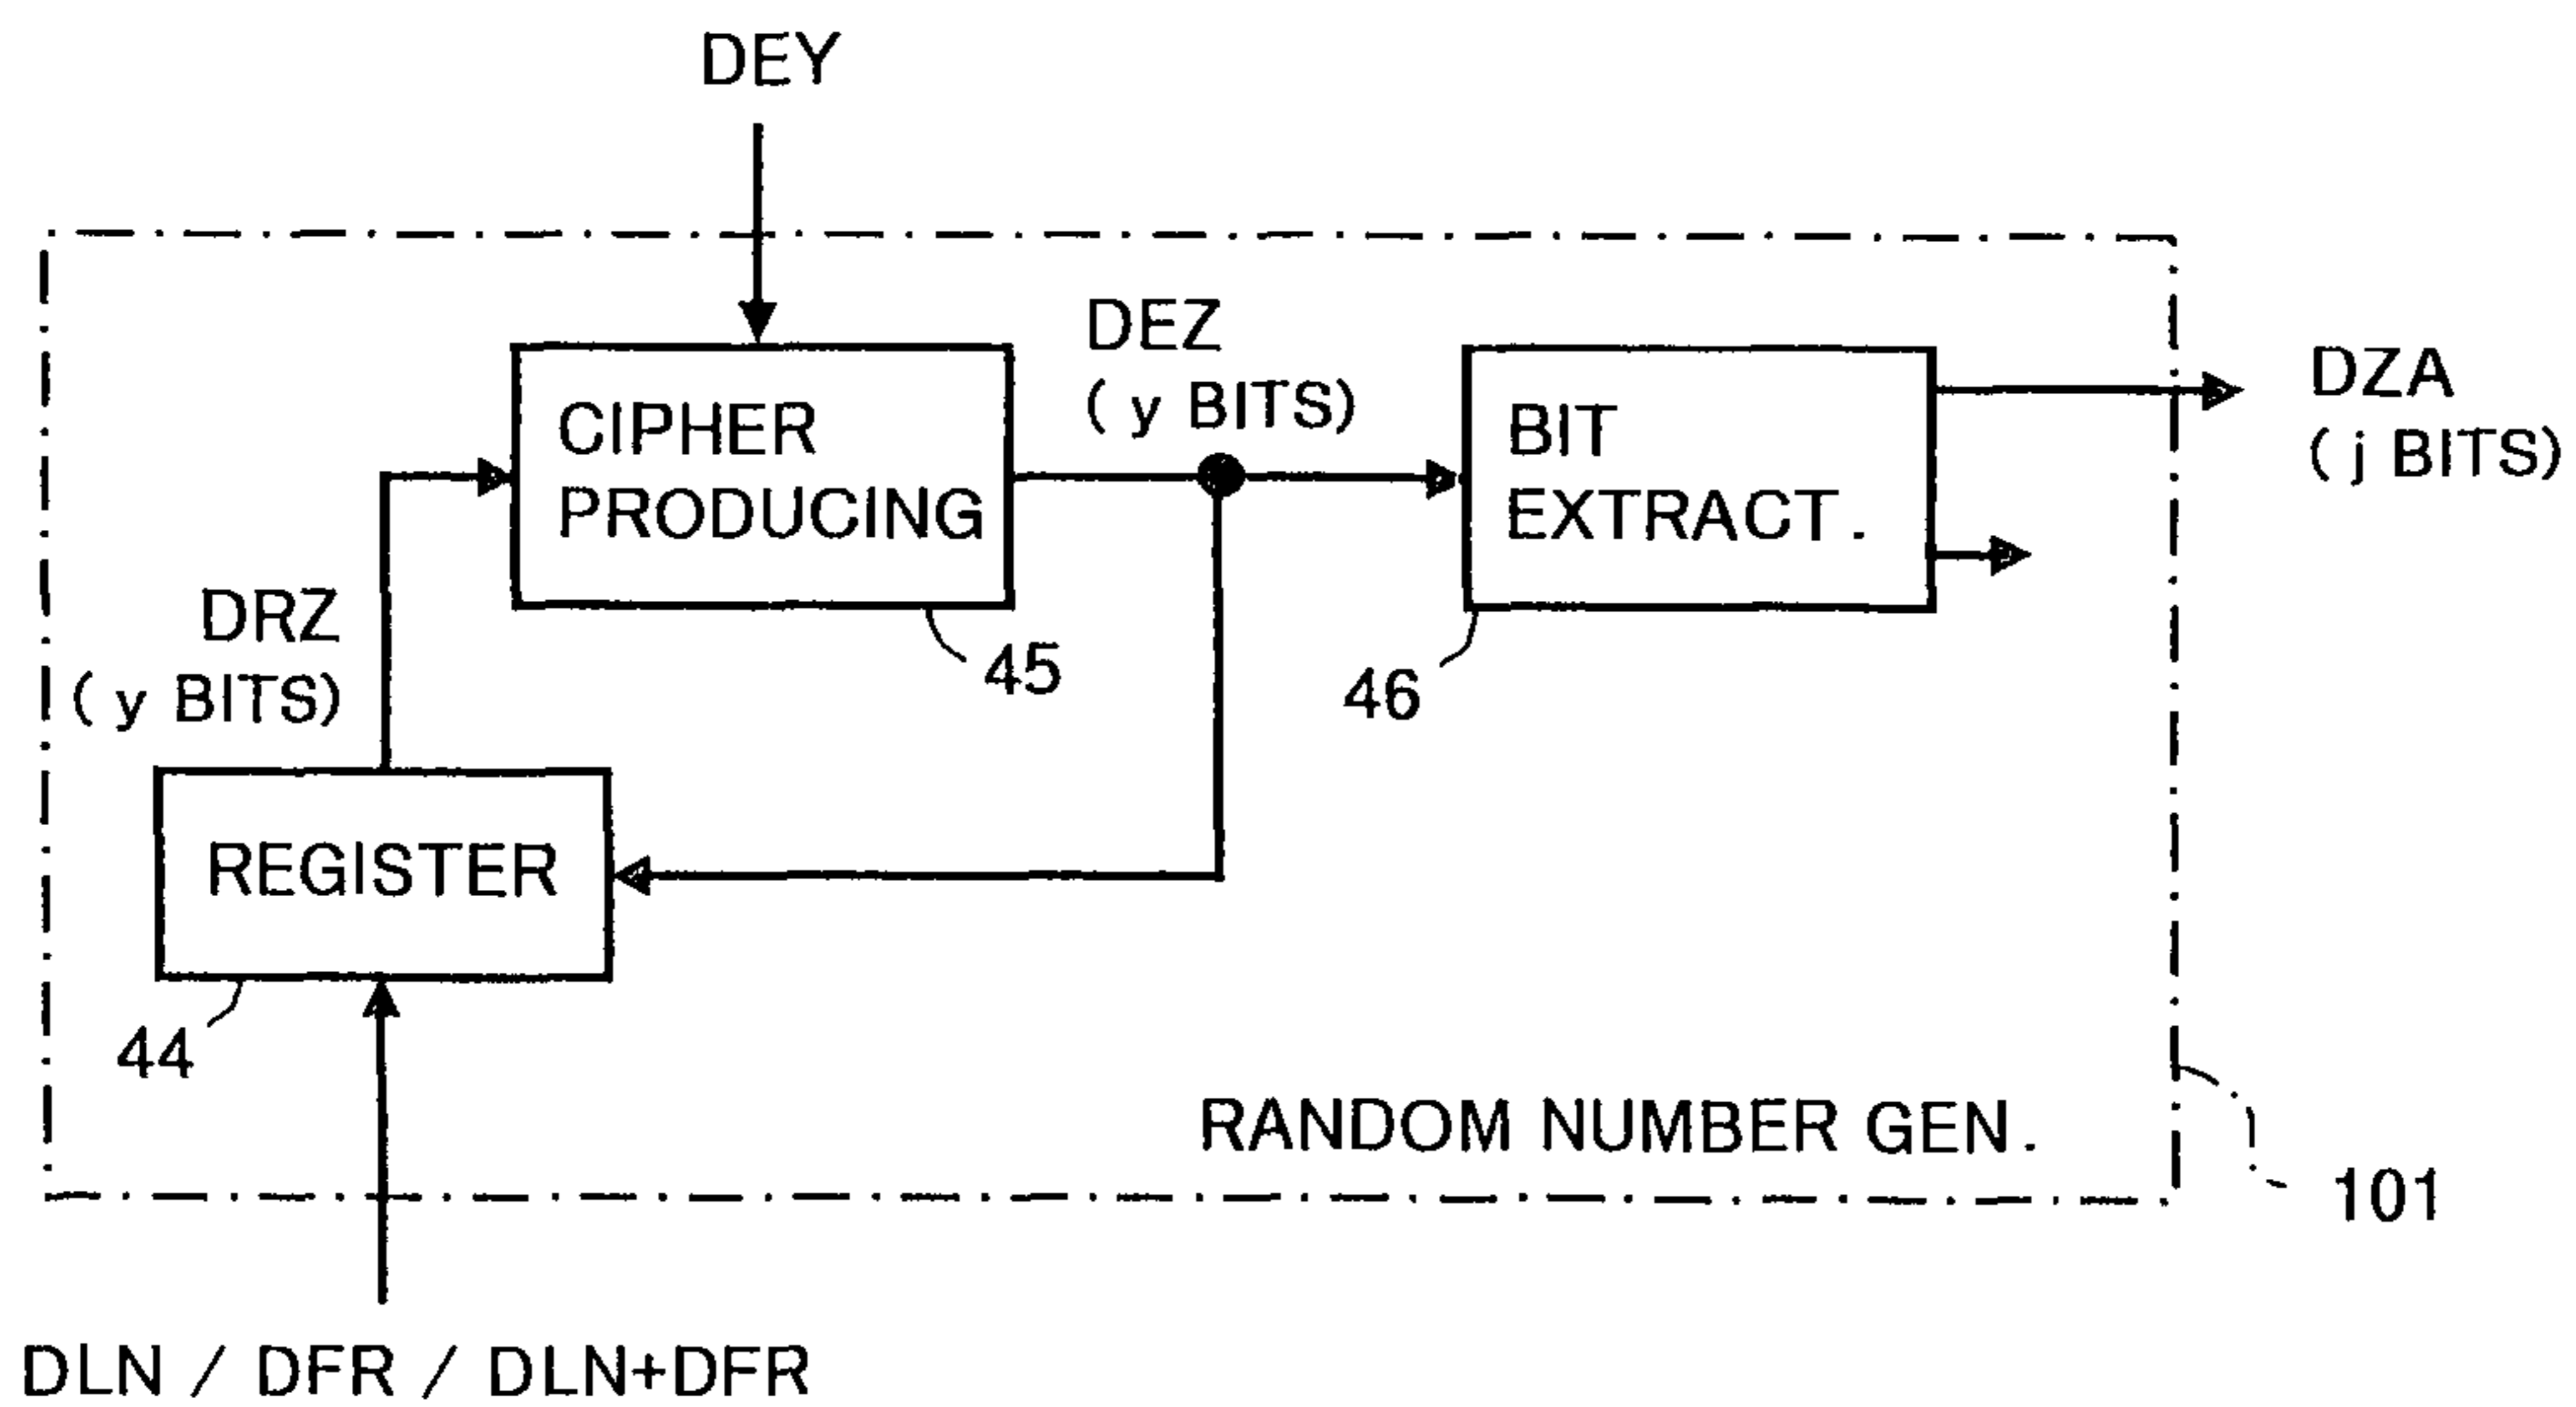 DEY
DEZ
( y BITS)
CIPHER
PRODUCING
BIT
EXTRACT.
DZA
( j BITS)
DRZ
( y BITS)
45
46
REGISTER
44
RANDOM NUMBER GEN.
101
DLN / DFR / DLN+DFR